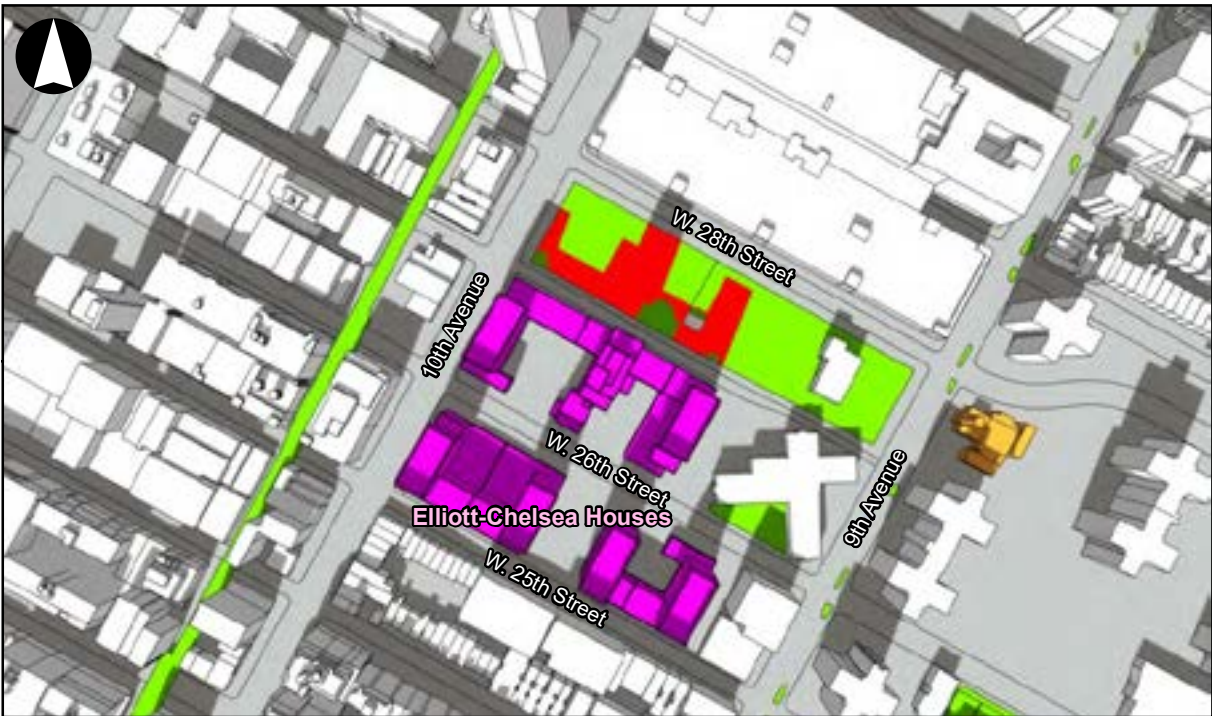 W. 28th Street
10th Avenue
W. 26th Street
9th Avenue
Elliott-Chelsea Houses
W. 25th Street